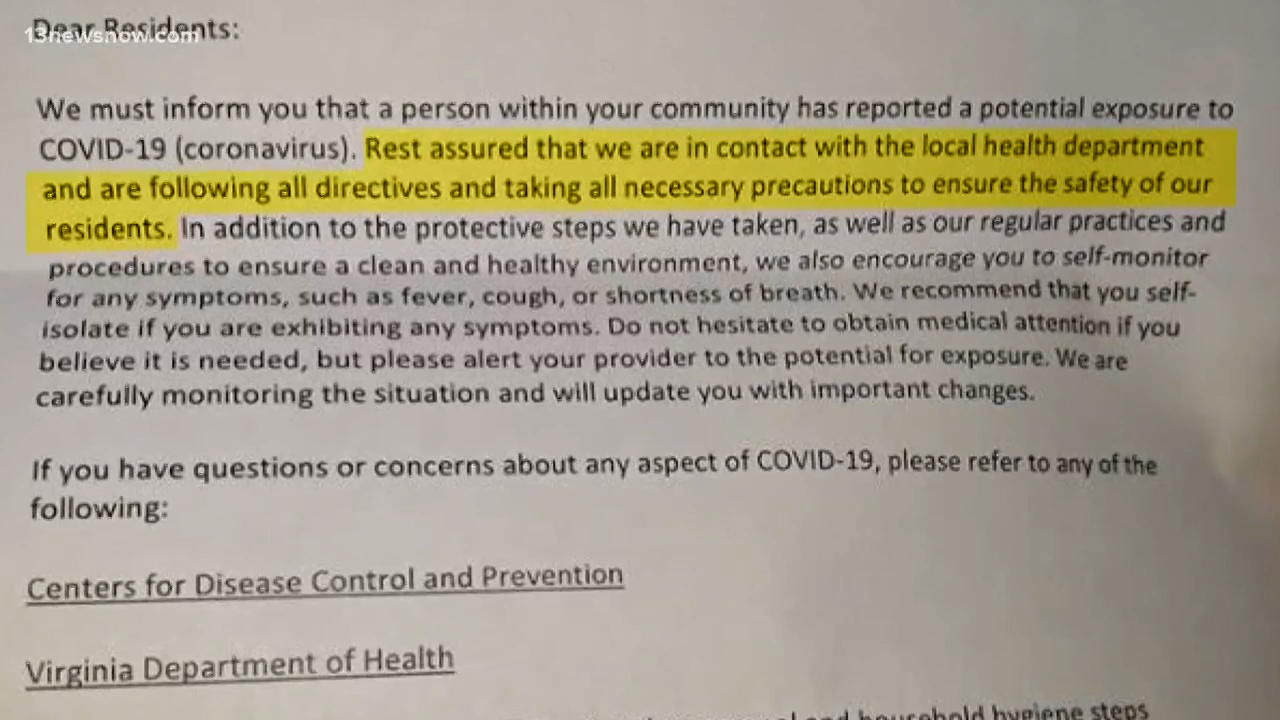 Dear Residents:
13newsnow.com
We must inform you that a person within your community has reported a potential exposure to
COVID-19 (coronavirus). Rest assured that we are in contact with the local health department
and are following all directives and taking all necessary precautions to ensure the safety of our
residents. In addition to the protective steps we have taken, as well as our regular practices and
procedures to ensure a clean and healthy environment, we also encourage you to self-monitor
for any symptoms, such as fever, cough, or shortness of breath. We recommend that you self-
isolate if you are exhibiting any symptoms. Do not hesitate to obtain medical attention if you
believe it is needed, but please alert your provider to the potential for exposure. We are
carefully monitoring the situation and will update you with important changes.
If you have questions or concerns about any aspect of COVID-19, please refer to any of the
following:
Centers for Disease Control and Prevention
Virginia Department of Health
and household hygiene steps